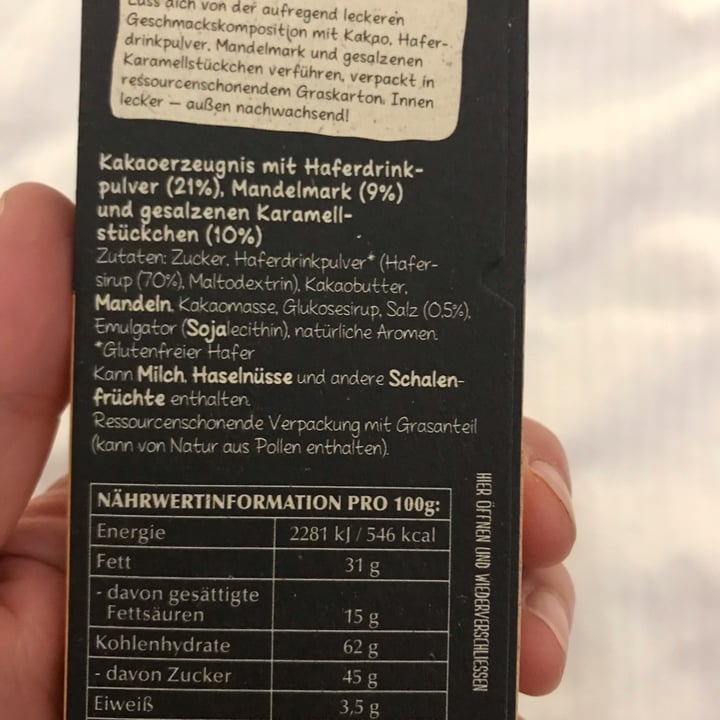 Lass dich von der aufregend leckeren
Geschmackskomposition mit Kakao, Hafer-
drinkpulver, Mandelmark und gesalzenen
Karamellstückchen verführen, verpackt in
ressourcenschonendem Graskarton. Innen
lecker – außen nachwachsend!
Kakaoerzeugnis mit Haferdrink-
pulver (21%), Mandelmark (9%)
und gesalzenen Karamell-
stückchen (10%)
Zutaten: Zucker, Haferdrinkpulver* (Hafer-
sirup (70%), Maltodextrin), Kakaobutter,
Mandeln, Kakaomasse, Glukosesirup, Salz (0,5%),
Emulgator (Sojalecithin), natürliche Aromen.
*Glutenfreier Hafer
Kann Milch, Haselnüsse und andere Schalen-
früchte enthalten.
Ressourcenschonende Verpackung mit Grasanteil
(kann von Natur aus Pollen enthalten).
NÄHRWERTINFORMATION PRO 100g:
Energie 2281 kJ / 546 kcal
Fett 31 g
- davon gesättigte
Fettsäuren 15 g
Kohlenhydrate 62 g
- davon Zucker 45 g
Eiweiß 3,5 g
HIER ÖFFNEN UND WIEDERVERSCHLIESSEN